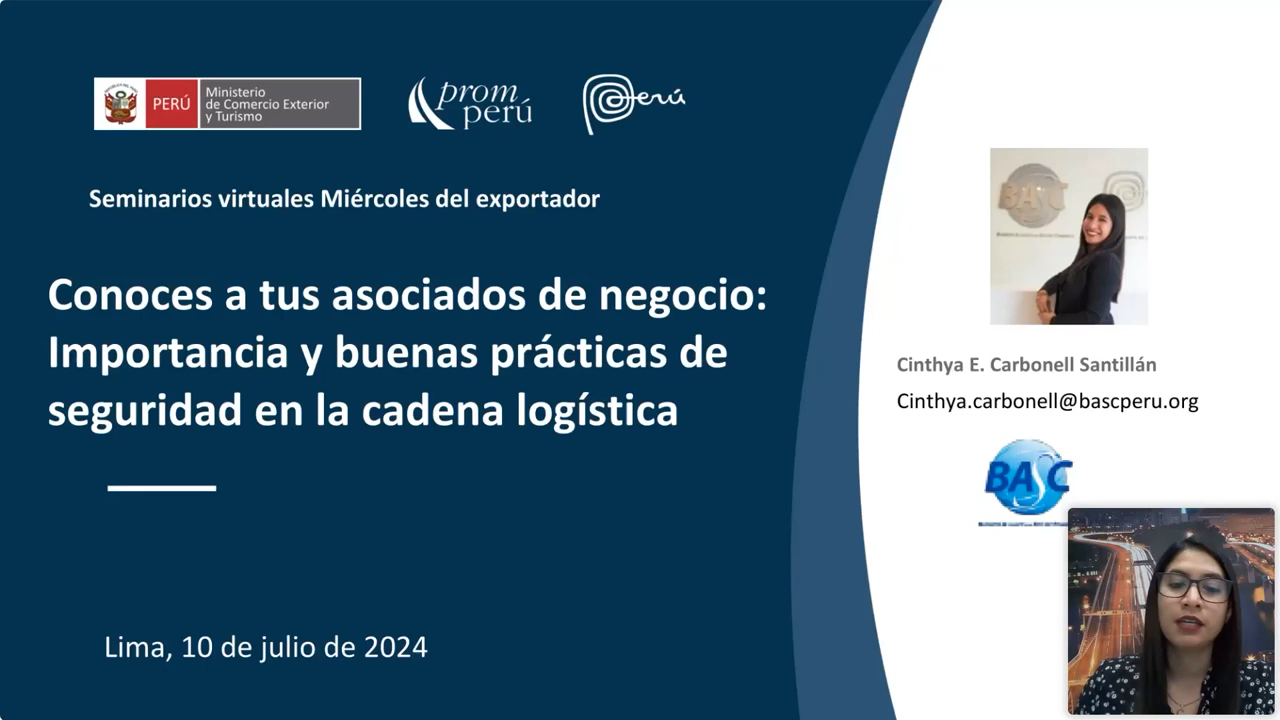 PERÚ
Ministerio
de Comercio Exterior
y Turismo
prom
perú
Perú
Seminarios virtuales Miércoles del exportador
Conoces a tus asociados de negocio:
Importancia y buenas prácticas de
seguridad en la cadena logística
Lima, 10 de julio de 2024
BASC
Cinthya E. Carbonell Santillán
Cinthya.carbonell@bascperu.org
BASC